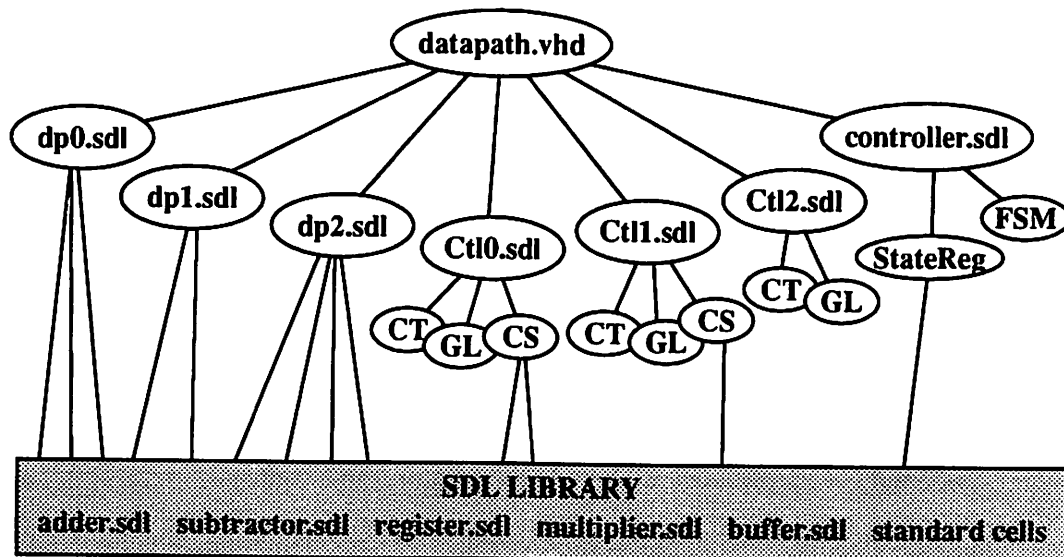 datapath.vhd
dp0.sdl
controller.sdl
dp1.sdl
Ctl2.sdl
dp2.sdl
Ctl0.sdl
Ctl1.sdl
FSM
StateReg
CT
GL
CS
CT
GL
CS
CT
GL
SDL LIBRARY
adder.sdl subtractor.sdl register.sdl multiplier.sdl buffer.sdl standard cells